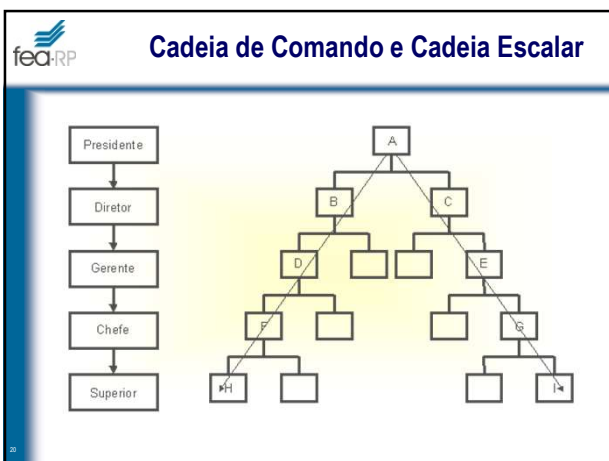 fea-RP
Cadeia de Comando e Cadeia Escalar
Presidente
Diretor
Gerente
Chefe
Superior
A
B
C
D
E
F
G
H
I
20